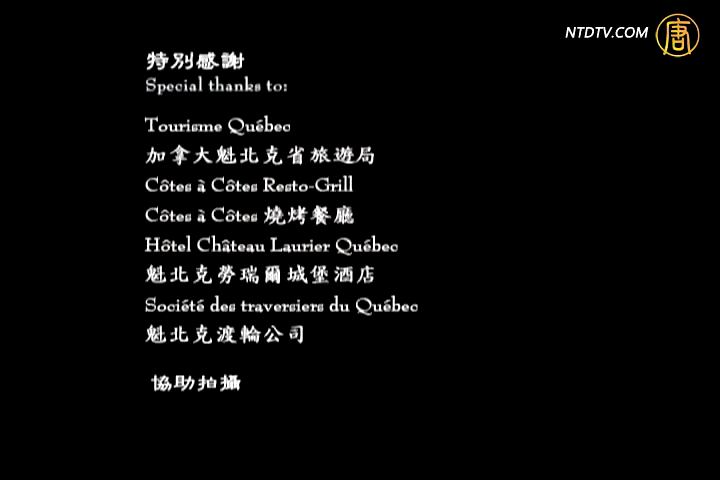 NTDTV.COM
唐
特別感謝
Special thanks to:
Tourisme Québec
加拿大魁北克省旅遊局
Côtes à Côtes Resto-Grill
Côtes à Côtes 燒烤餐廳
Hôtel Château Laurier Québec
魁北克勞瑞爾城堡酒店
Société des traversiers du Québec
魁北克渡輪公司
協助拍攝